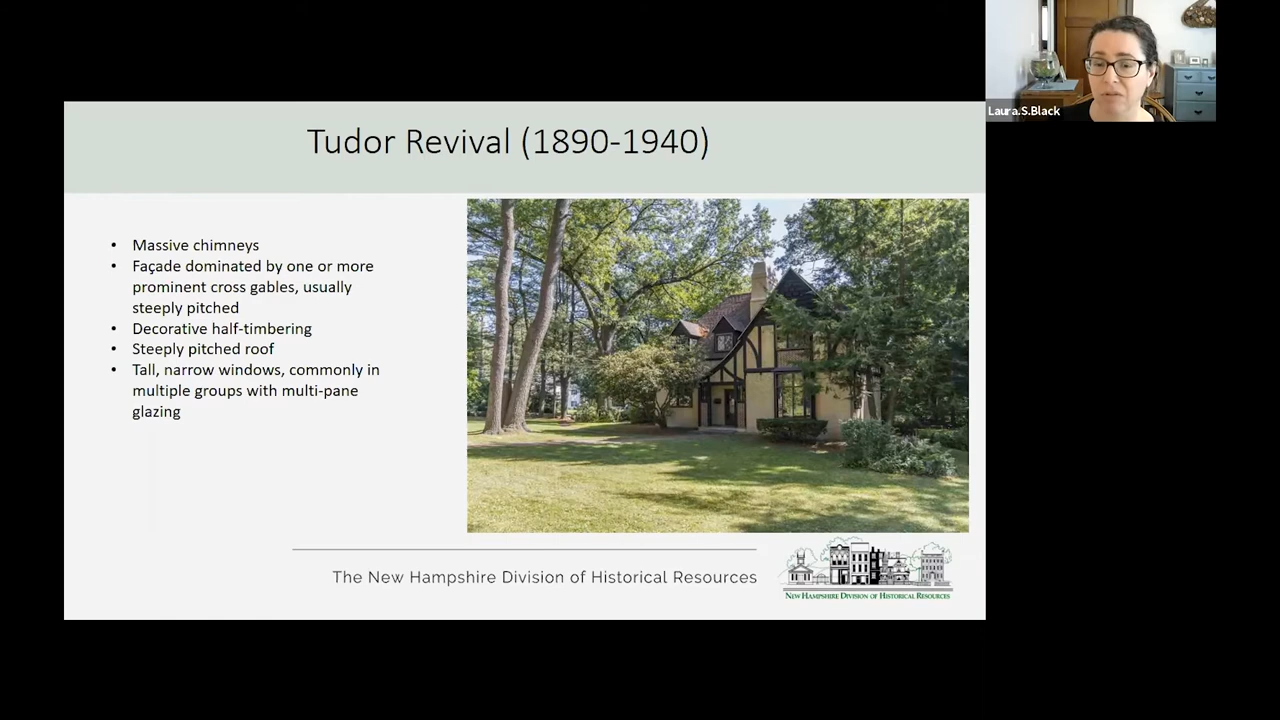 Laura.S.Black
Tudor Revival (1890-1940)
• Massive chimneys
• Façade dominated by one or more
prominent cross gables, usually
steeply pitched
• Decorative half-timbering
• Steeply pitched roof
• Tall, narrow windows, commonly in
multiple groups with multi-pane
glazing
The New Hampshire Division of Historical Resources
New Hampshire Division of Historical Resources